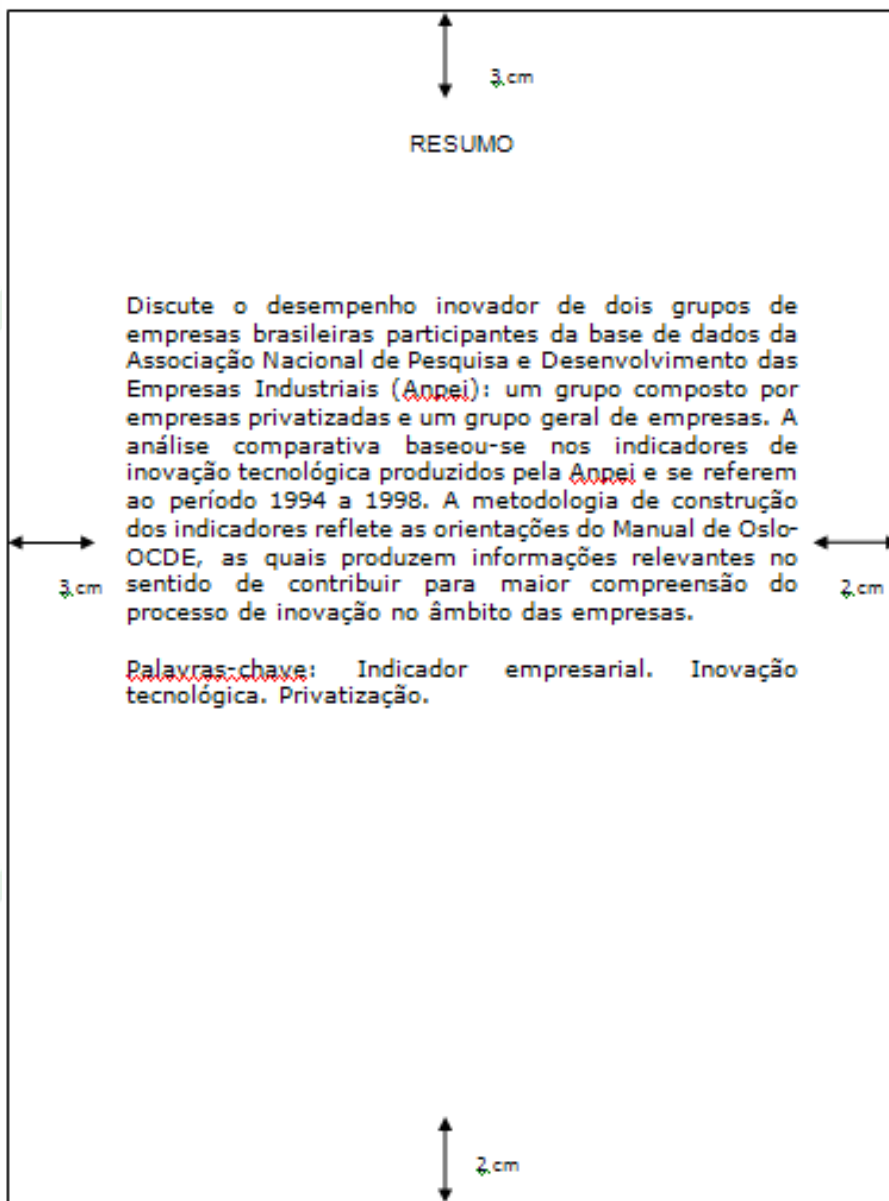 3 cm
RESUMO
Discute o desempenho inovador de dois grupos de
empresas brasileiras participantes da base de dados da
Associação Nacional de Pesquisa e Desenvolvimento das
Empresas Industriais (Anpei): um grupo composto por
empresas privatizadas e um grupo geral de empresas. A
análise comparativa baseou-se nos indicadores de
inovação tecnológica produzidos pela Anpei e se referem
ao período 1994 a 1998. A metodologia de construção
dos indicadores reflete as orientações do Manual de Oslo-
OCDE, as quais produzem informações relevantes no
3 cm
sentido de contribuir para maior compreensão do
2 cm
processo de inovação no âmbito das empresas.
Palavras-chave: Indicador empresarial. Inovação
tecnológica. Privatização.
2 cm